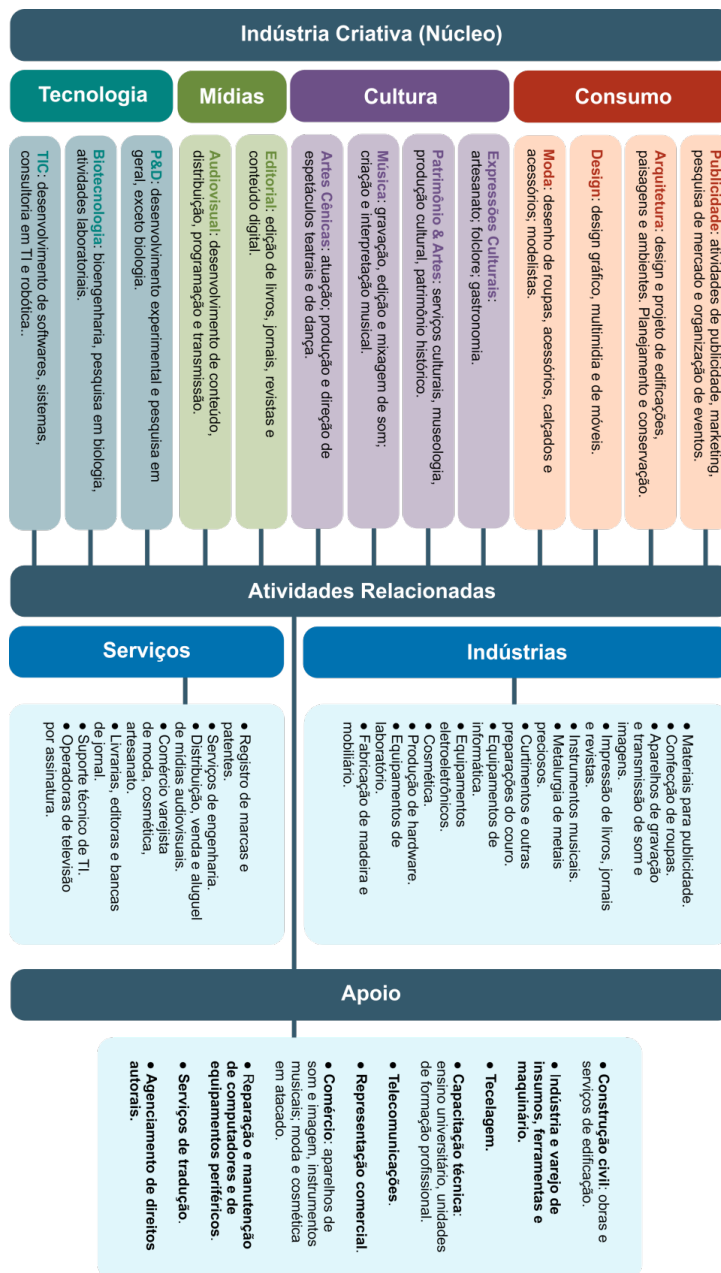 Indústria Criativa (Núcleo)
Tecnologia
Mídias
Cultura
Consumo
Publicidade: atividades de publicidade, marketing,
pesquisa de mercado e organização de eventos.
Arquitetura: design e projeto de edificações,
paisagens e ambientes. Planejamento e conservação.
Design: design gráfico, multimidia e de móveis.
Moda: desenho de roupas, acessórios, calçados e
acessórios; modelistas.
Expressões Culturais:
artesanato; folclore; gastronomia.
Patrimônio & Artes: serviços culturais, museologia,
produção cultural, patrimônio histórico.
Música: gravação, edição e mixagem de som;
criação e interpretação musical.
Artes Cênicas: atuação; produção e direção de
espetáculos teatrais e de dança.
Editorial: edição de livros, jornais, revistas e
conteúdo digital.
Audiovisual: desenvolvimento de conteúdo,
distribuição, programação e transmissão.
P&D: desenvolvimento experimental e pesquisa em
geral, exceto biologia.
Biotecnologia: bioengenharia, pesquisa em biologia,
atividades laboratoriais.
TIC: desenvolvimento de softwares, sistemas,
consultoria em TI e robótica..
Atividades Relacionadas
Serviços
Indústrias
• Materiais para publicidade.
• Confecção de roupas.
• Aparelhos de gravação
e transmissão de som e
imagens.
• Impressão de livros, jornais
e revistas.
• Instrumentos musicais.
• Metalurgia de metais
preciosos.
• Curtimentos e outras
preparações do couro.
• Equipamentos de
informática.
• Equipamentos
eletroeletrônicos.
• Cosmética.
• Produção de hardware.
• Equipamentos de
laboratório.
• Fabricação de madeira e
mobiliário.
• Registro de marcas e
patentes.
• Serviços de engenharia.
• Distribuição, venda e aluguel
de mídias audiovisuais.
• Comércio varejista
de moda, cosmética,
artesanato.
• Livrarias, editoras e bancas
de jornal.
• Suporte técnico de TI.
• Operadoras de televisão
por assinatura.
Apoio
• Construção civil: obras e
serviços de edificação.
• Indústria e varejo de
insumos, ferramentas e
maquinário.
• Tecelagem.
• Capacitação técnica:
ensino universitário, unidades
de formação profissional.
• Telecomunicações.
• Representação comercial.
• Comércio: aparelhos de
som e imagem, instrumentos
musicais; moda e cosmética
em atacado.
• Reparação e manutenção
de computadores e de
equipamentos periféricos.
• Serviços de tradução.
• Agenciamento de direitos
autorais.